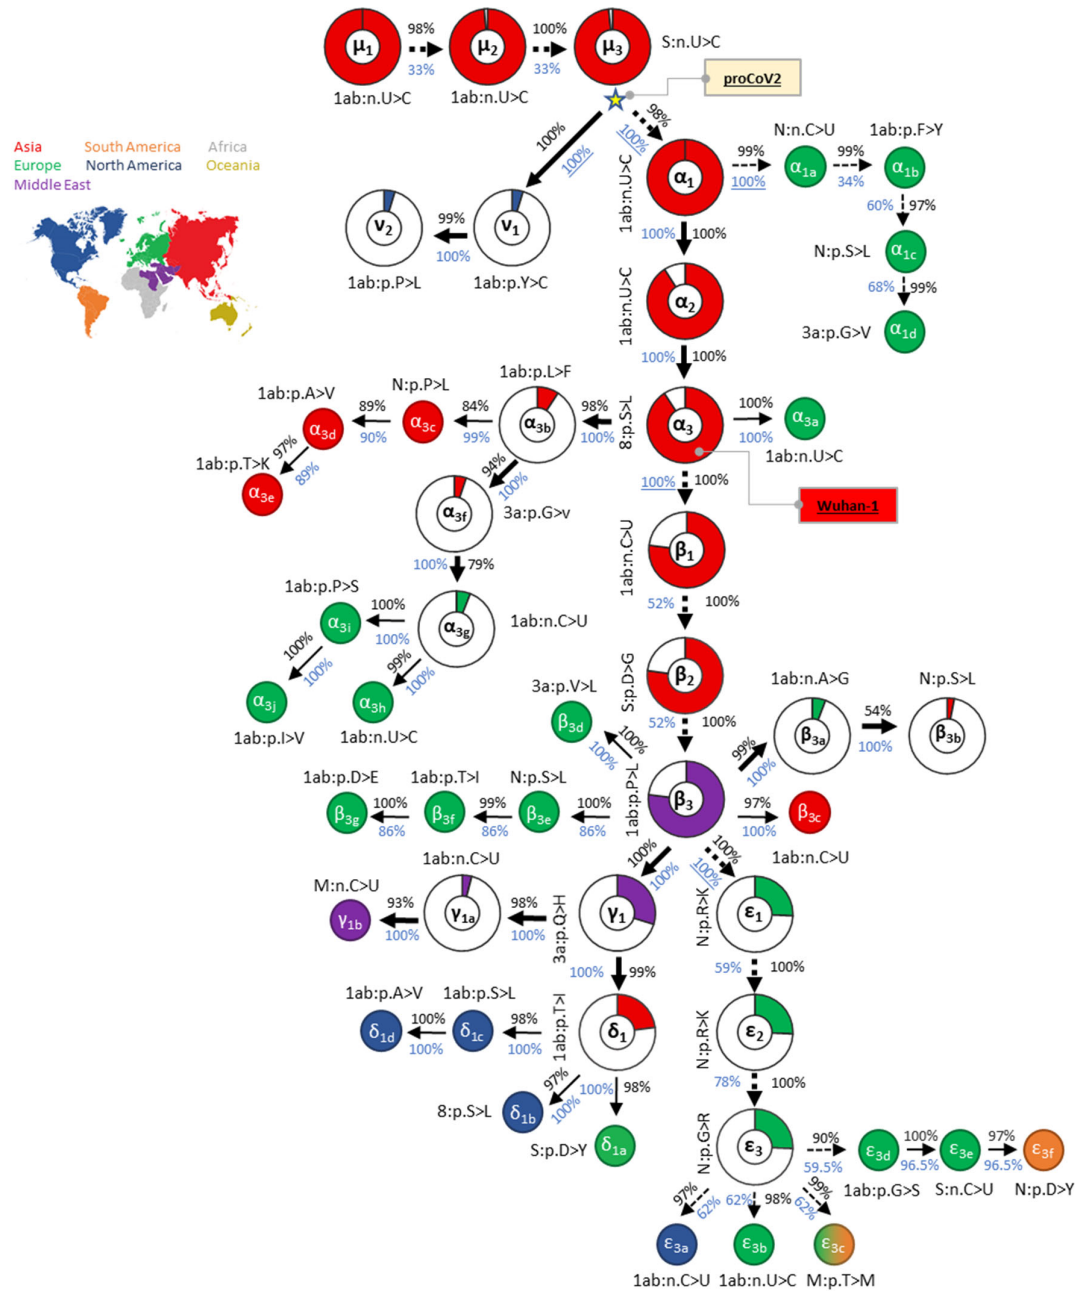 μ1 98% 33% μ2 100% 33% μ3 S:n.U>C
1ab:n.U>C 1ab:n.U>C
proCoV2
Asia South America Africa
Europe North America Oceania
Middle East
100% 100%
98% 100%
1ab:n.U>C α1
99% 100%
N:n.C>U
α1a
99% 34%
1ab:p.F>Y
α1b
60% 97%
N:p.S>L α1c
68% 99%
3a:p.G>V α1d
ν2 99% 100% ν1
1ab:p.P>L 1ab:p.Y>C
100% 100%
1ab:n.U>C α2
100% 100%
8:p.S>L α3
100% 100%
α3a
1ab:n.U>C
Wuhan-1
98% 100%
1ab:p.L>F
α3b
84% 99%
N:p.P>L
α3c
89% 90%
1ab:p.A>V
α3d
97% 89%
1ab:p.T>K
α3e
94% 100%
α3f 3a:p.G>v
100% 79%
α3g 1ab:n.C>U
100% 100%
1ab:p.P>S
α3i
100% 100%
α3j
1ab:p.I>V
99% 100%
α3h
1ab:n.U>C
100% 100%
1ab:n.C>U β1
52% 100%
S:p.D>G β2
52% 100%
1ab:p.P>L β3
100% 100%
3a:p.V>L
β3d
99% 100%
1ab:n.A>G
β3a
54% 100%
N:p.S>L
β3b
97% 100%
β3c
1ab:n.C>U
100% 86%
N:p.S>L
β3e
99% 86%
1ab:p.T>I
β3f
100% 86%
1ab:p.D>E
β3g
100% 100%
3a:p.Q>H γ1
98% 100%
1ab:n.C>U
γ1a
93% 100%
M:n.C>U
γ1b
100% 99%
1ab:p.T>I δ1
98% 100%
1ab:p.S>L
δ1c
100% 100%
1ab:p.A>V
δ1d
97% 100%
8:p.S>L δ1b
100% 98%
S:p.D>Y δ1a
100% 100%
N:p.R>K ε1
59% 100%
N:p.R>K ε2
78% 100%
N:p.G>R ε3
90% 59.5%
ε3d
1ab:p.G>S
100% 96.5%
ε3e
S:n.C>U
97% 96.5%
ε3f
N:p.D>Y
97% 62%
ε3a
1ab:n.C>U
62% 98%
ε3b
1ab:n.U>C
99% 62%
ε3c
M:p.T>M